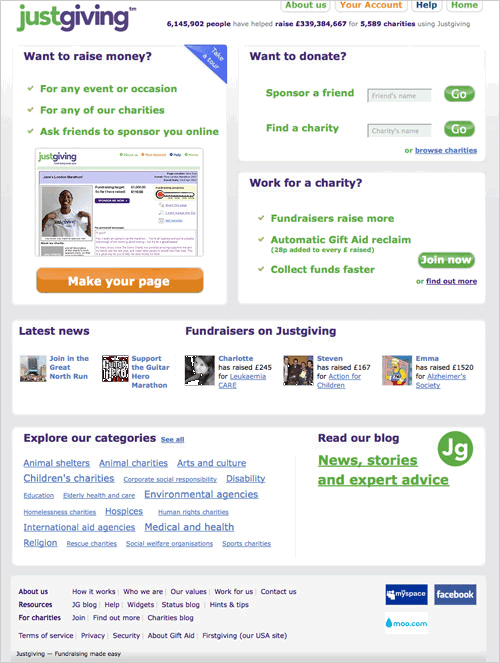 justgiving™
About us
Your Account
Help
Home
6,145,902 people have helped raise £339,384,667 for 5,589 charities using Justgiving
Want to raise money?
Take a tour
For any event or occasion
For any of our charities
Ask friends to sponsor you online
justgiving
Jane's London Marathon!
Make your page
Want to donate?
Sponsor a friend
Friend's name
Go
Find a charity
Charity's name
Go
or browse charities
Work for a charity?
Fundraisers raise more
Automatic Gift Aid reclaim
(28p added to every £ raised)
Collect funds faster
Join now
or find out more
Latest news
Join in the
Great
North Run
Support
the Guitar
Hero
Marathon
Fundraisers on Justgiving
Charlotte
has raised £245
for Leukaemia
CARE
Steven
has raised £167
for Action for
Children
Emma
has raised £1520
for Alzheimer's
Society
Explore our categories See all
Animal shelters Animal charities Arts and culture
Children's charities Corporate social responsibility Disability
Education Elderly health and care Environmental agencies
Homelessness charities Hospices Human rights charities
International aid agencies Medical and health
Religion Rescue charities Social welfare organisations Sports charities
Read our blog
Jg
News, stories
and expert advice
About us How it works | Who we are | Our values | Work for us | Contact us
Resources JG blog | Help | Widgets | Status blog | Hints & tips
For charities Join | Find out more | Charities blog
Terms of service | Privacy | Security | About Gift Aid | Firstgiving (our USA site)
myspace
facebook
moo.com
Justgiving — Fundraising made easy